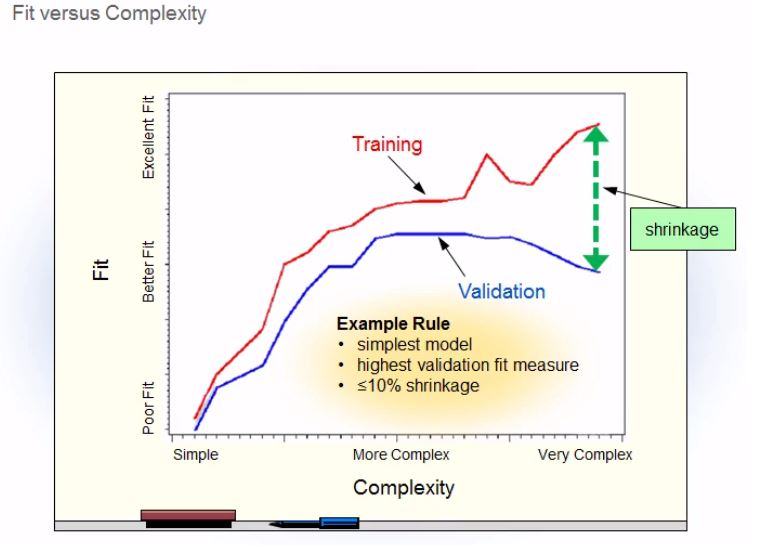 Fit versus Complexity
Excellent Fit
Better Fit
Poor Fit
Fit
Training
shrinkage
Validation
Example Rule
• simplest model
• highest validation fit measure
• ≤10% shrinkage
Simple
More Complex
Very Complex
Complexity